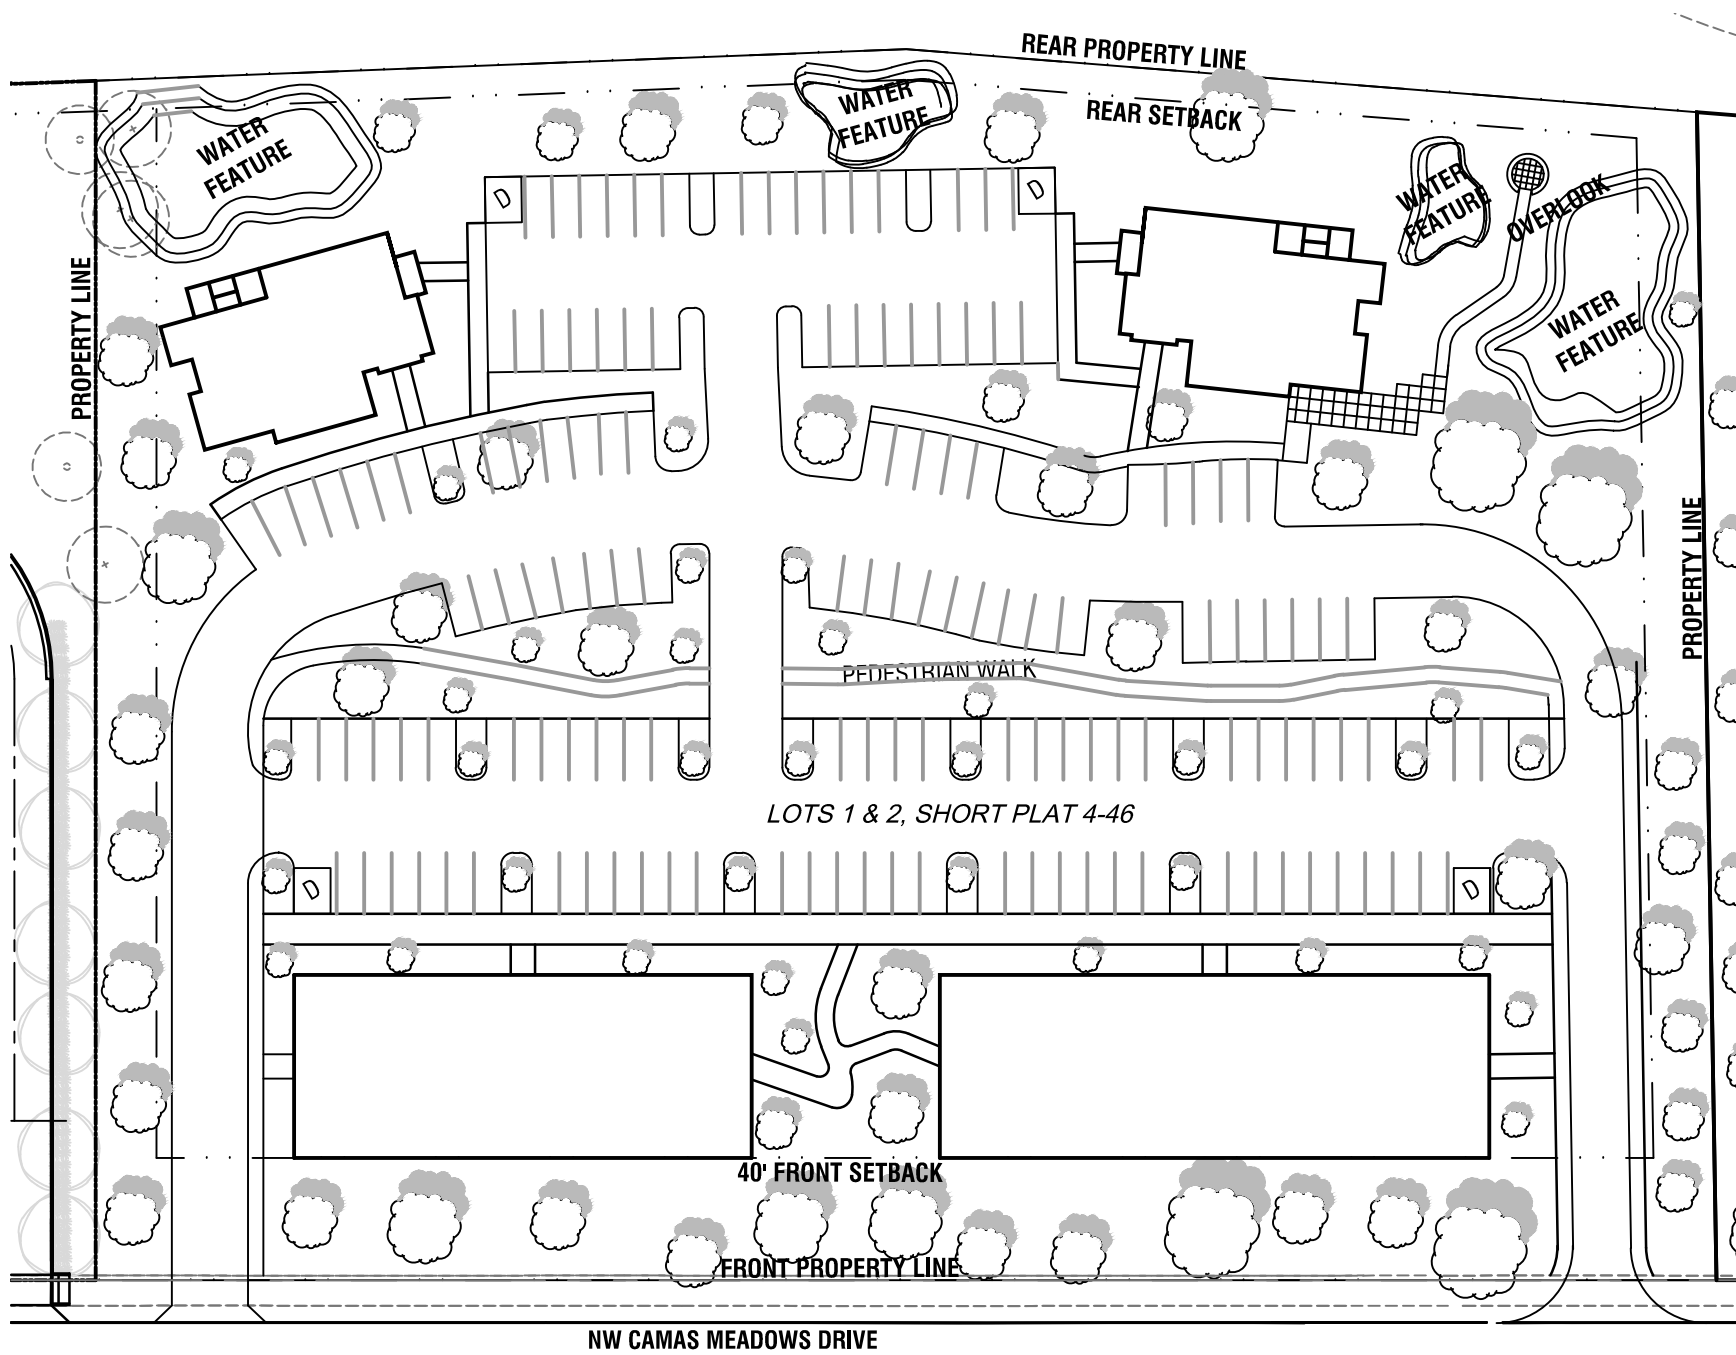 REAR PROPERTY LINE
REAR SETBACK
WATER
FEATURE
WATER
FEATURE
WATER
FEATURE
OVERLOOK
WATER
FEATURE
D
D
PROPERTY LINE
PROPERTY LINE
PEDESTRIAN WALK
LOTS 1 & 2, SHORT PLAT 4-46
D
D
40' FRONT SETBACK
FRONT PROPERTY LINE
NW CAMAS MEADOWS DRIVE